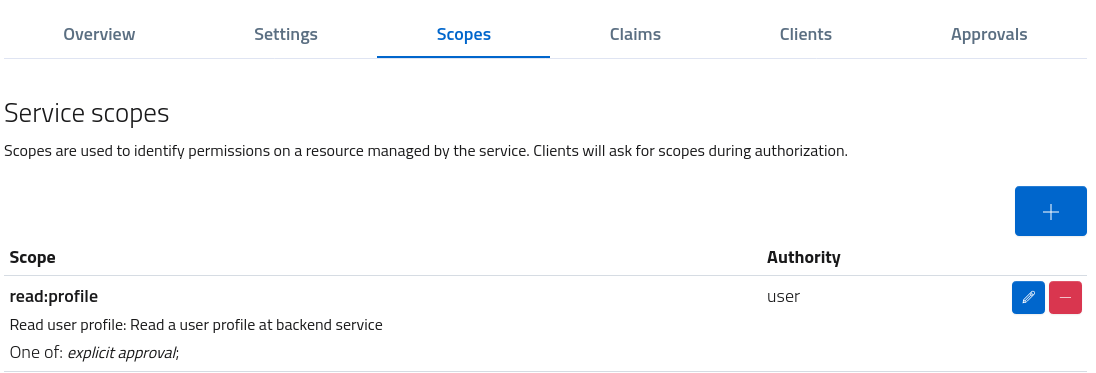 Overview Settings Scopes Claims Clients Approvals
Service scopes
Scopes are used to identify permissions on a resource managed by the service. Clients will ask for scopes during authorization.
Scope Authority
read:profile user
Read user profile: Read a user profile at backend service
One of: explicit approval;